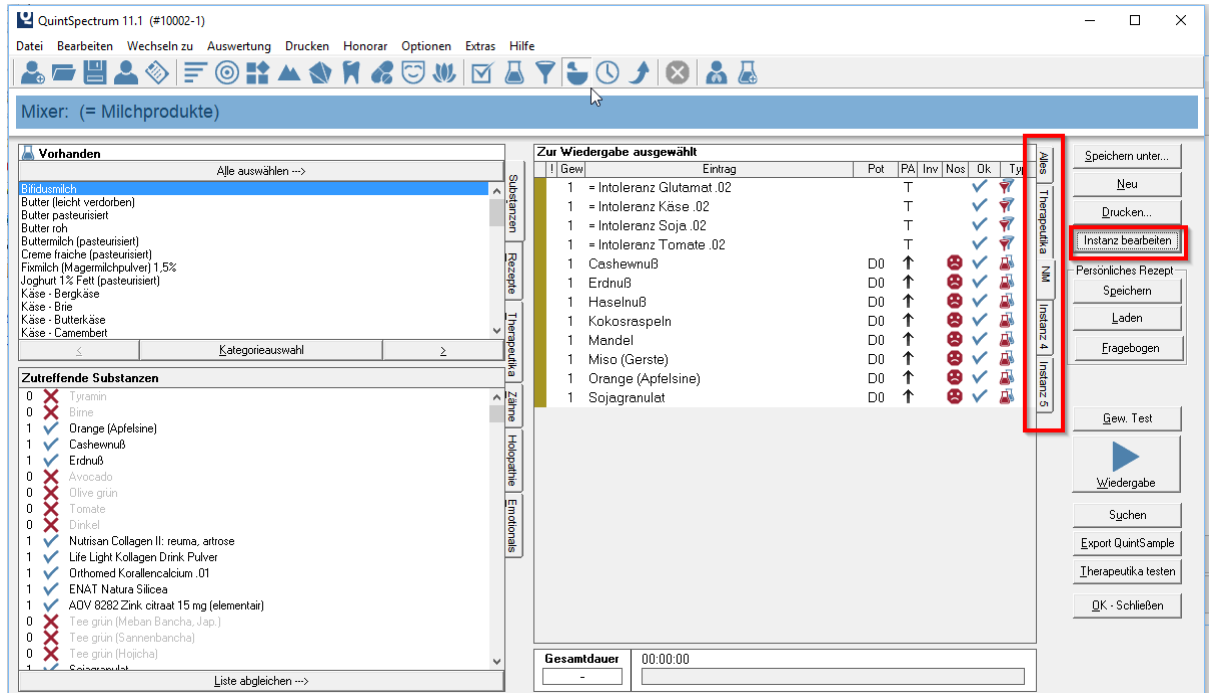 QuintSpectrum 11.1 (#10002-1)
Datei Bearbeiten Wechseln zu Auswertung Drucken Honorar Optionen Extras Hilfe
Mixer: (= Milchprodukte)
Vorhanden
Alle auswählen --->
Bifidusmilch
Butter (leicht verdorben)
Butter pasteurisiert
Butter roh
Buttermilch (pasteurisiert)
Creme fraiche (pasteurisiert)
Fixmilch (Magermilchpulver) 1,5%
Joghurt 1% Fett (pasteurisiert)
Käse - Bergkäse
Käse - Brie
Käse - Butterkäse
Käse - Camembert
< Kategorieauswahl >
Zutreffende Substanzen
0 Tyramin
0 Birne
1 Orange (Apfelsine)
1 Cashewnuß
1 Erdnuß
0 Avocado
0 Olive grün
0 Tomate
0 Dinkel
1 Nutrisan Collagen II: reuma, artrose
1 Life Light Kollagen Drink Pulver
1 Orthomed Korallencalcium .01
1 ENAT Natura Silicea
1 AOV 8282 Zink citraat 15 mg (elementair)
0 Tee grün (Meban Bancha, Jap.)
0 Tee grün (Sannenbancha)
0 Tee grün (Hojicha)
1 Sojagranulat
Liste abgleichen --->
Substanzen
Rezepte
Therapeutika
Zähne
Holopathie
Emotionals
Zur Wiedergabe ausgewählt
! Gew Eintrag Pot PA Inv Nos Ok Typ
1 = Intoleranz Glutamat .02 T
1 = Intoleranz Käse .02 T
1 = Intoleranz Soja .02 T
1 = Intoleranz Tomate .02 T
1 Cashewnuß D0
1 Erdnuß D0
1 Haselnuß D0
1 Kokosraspeln D0
1 Mandel D0
1 Miso (Gerste) D0
1 Orange (Apfelsine) D0
1 Sojagranulat D0
Gesamtdauer 00:00:00
-
Alles
Therapeutika
NM
Instanz 4
Instanz 5
Speichern unter...
Neu
Drucken...
Instanz bearbeiten
Persönliches Rezept
Speichern
Laden
Fragebogen
Gew. Test
Wiedergabe
Suchen
Export QuintSample
Therapeutika testen
OK - Schließen